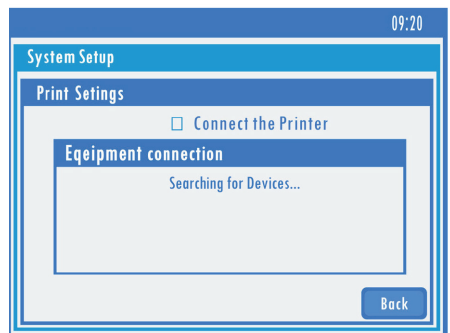 09:20
System Setup
Print Setings
Connect the Printer
Eqeipment connection
Searching for Devices...
Back